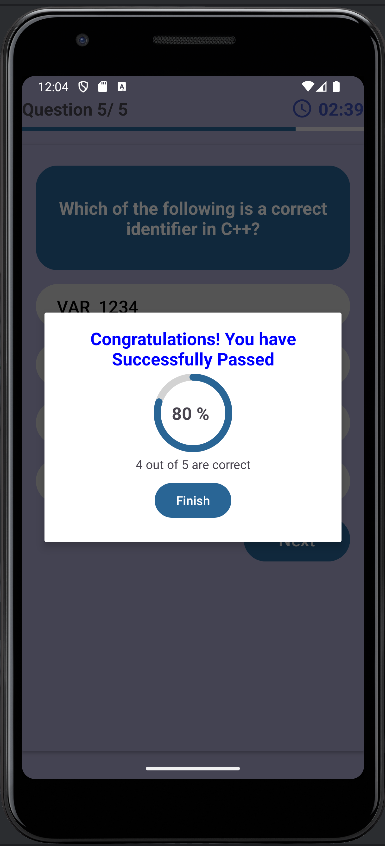 12:04
Question 5/ 5
02:39
Which of the following is a correct
identifier in C++?
VAR_1234
Congratulations! You have
Successfully Passed
80 %
4 out of 5 are correct
Finish
Next